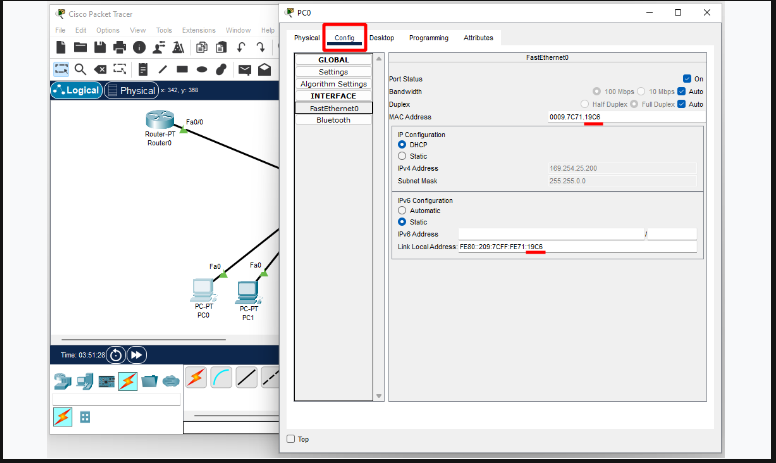 Cisco Packet Tracer
File Edit Options View Tools Extensions Window Help
Logical
Physical
x: 342, y: 380
Fa0/0
Router-PT
Router0
Fa0
Fa0
PC-PT
PC0
PC-PT
PC1
Time: 03:51:28
PC0
Physical Config Desktop Programming Attributes
GLOBAL
Settings
Algorithm Settings
INTERFACE
FastEthernet0
Bluetooth
FastEthernet0
Port Status On
Bandwidth 100 Mbps 10 Mbps Auto
Duplex Half Duplex Full Duplex Auto
MAC Address 0009.7C71.19C6
IP Configuration
DHCP
Static
IPv4 Address 169.254.25.200
Subnet Mask 255.255.0.0
IPv6 Configuration
Automatic
Static
IPv6 Address /
Link Local Address: FE80::209:7CFF:FE71:19C6
Top